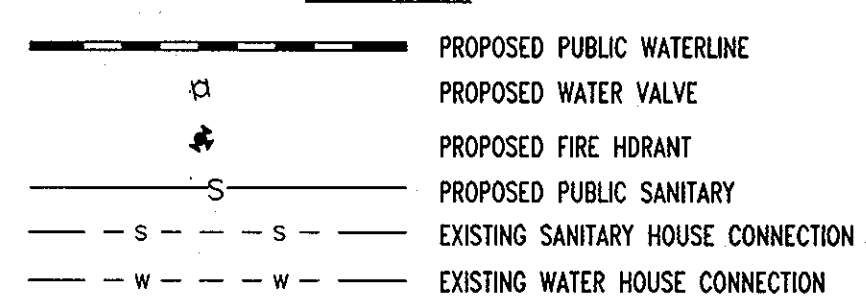 PROPOSED PUBLIC WATERLINE
PROPOSED WATER VALVE
PROPOSED FIRE HDRANT
S PROPOSED PUBLIC SANITARY
S S EXISTING SANITARY HOUSE CONNECTION
W W EXISTING WATER HOUSE CONNECTION